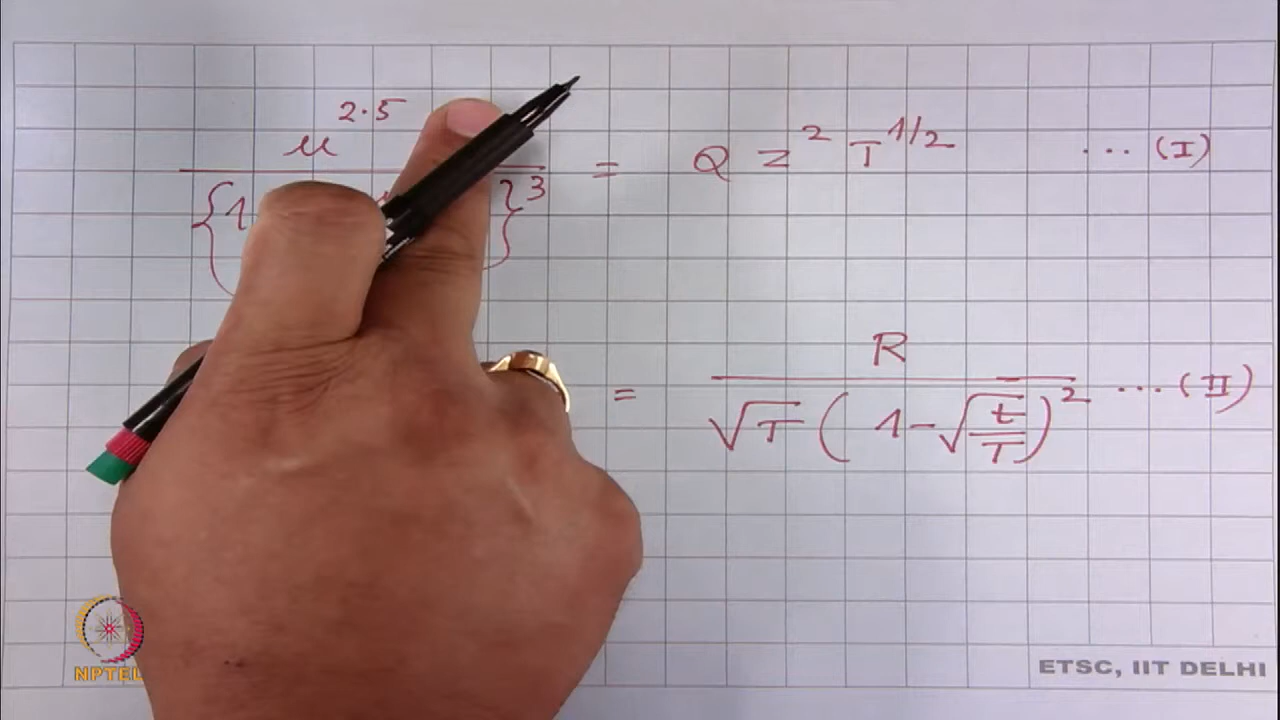 u^2.5 / {1 }^3 = Q z^2 T^1/2 ... (I)
= R / √T (1 - √(t/T))^2 ... (II)
NPTEL
ETSC, IIT DELHI